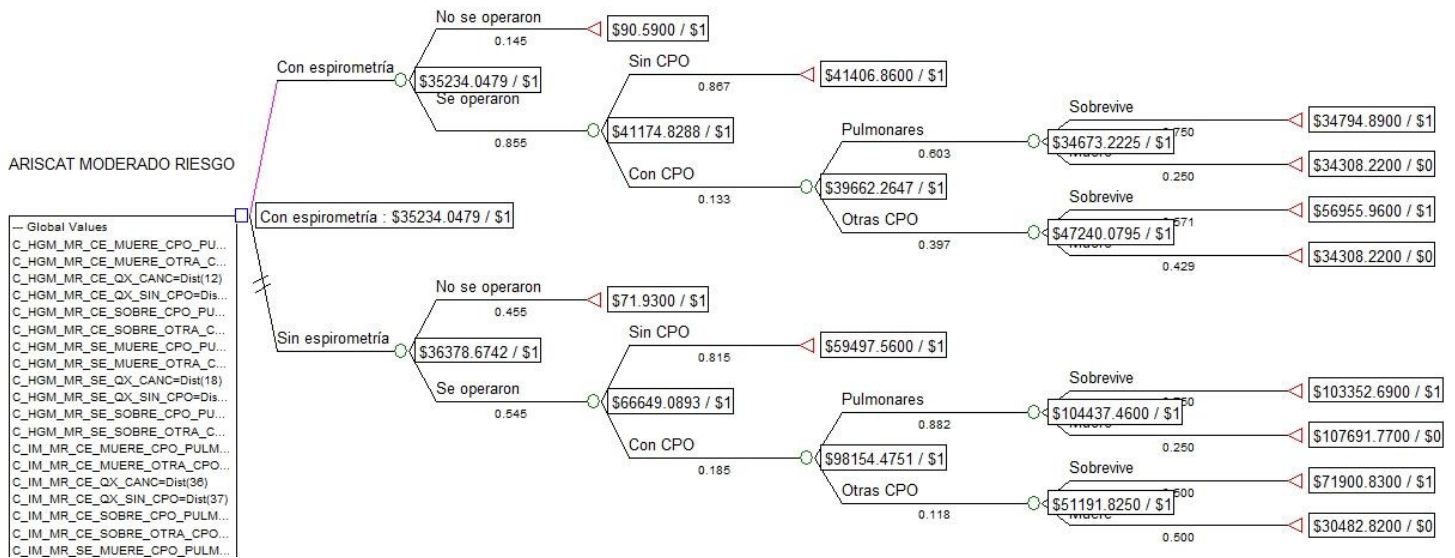 No se operaron
0.145
$90.5900 / $1
Con espirometría
$35234.0479 / $1
Se operaron
0.855
Sin CPO
0.867
$41406.8600 / $1
$41174.8288 / $1
Con CPO
0.133
Pulmonares
0.603
$39662.2647 / $1
Otras CPO
0.397
Sobrevive
$34794.8900 / $1
$34673.2225 / $1
0.250
$34308.2200 / $0
Sobrevive
$56955.9600 / $1
$47240.0795 / $1
0.429
$34308.2200 / $0
ARISCAT MODERADO RIESGO
Con espirometría : $35234.0479 / $1
--- Global Values
C_HGM_MR_CE_MUERE_CPO_PU...
C_HGM_MR_CE_MUERE_OTRA_C...
C_HGM_MR_CE_QX_CANC=Dist(12)
C_HGM_MR_CE_QX_SIN_CPO=Dis...
C_HGM_MR_CE_SOBRE_CPO_PU...
C_HGM_MR_CE_SOBRE_OTRA_C...
C_HGM_MR_SE_MUERE_CPO_PU...
C_HGM_MR_SE_MUERE_OTRA_C...
C_HGM_MR_SE_QX_CANC=Dist(18)
C_HGM_MR_SE_QX_SIN_CPO=Dis...
C_HGM_MR_SE_SOBRE_CPO_PU...
C_HGM_MR_SE_SOBRE_OTRA_C...
C_IM_MR_CE_MUERE_CPO_PULM...
C_IM_MR_CE_MUERE_OTRA_CPO...
C_IM_MR_CE_QX_CANC=Dist(36)
C_IM_MR_CE_QX_SIN_CPO=Dist(37)
C_IM_MR_CE_SOBRE_CPO_PULM...
C_IM_MR_CE_SOBRE_OTRA_CPO...
C_IM_MR_SE_MUERE_CPO_PULM...
No se operaron
0.455
$71.9300 / $1
Sin espirometría
$36378.6742 / $1
Se operaron
0.545
Sin CPO
0.815
$59497.5600 / $1
$66649.0893 / $1
Con CPO
0.185
Pulmonares
0.882
$98154.4751 / $1
Otras CPO
0.118
Sobrevive
$103352.6900 / $1
$104437.4600 / $1
0.250
$107691.7700 / $0
Sobrevive
$71900.8300 / $1
$51191.8250 / $1
0.500
$30482.8200 / $0